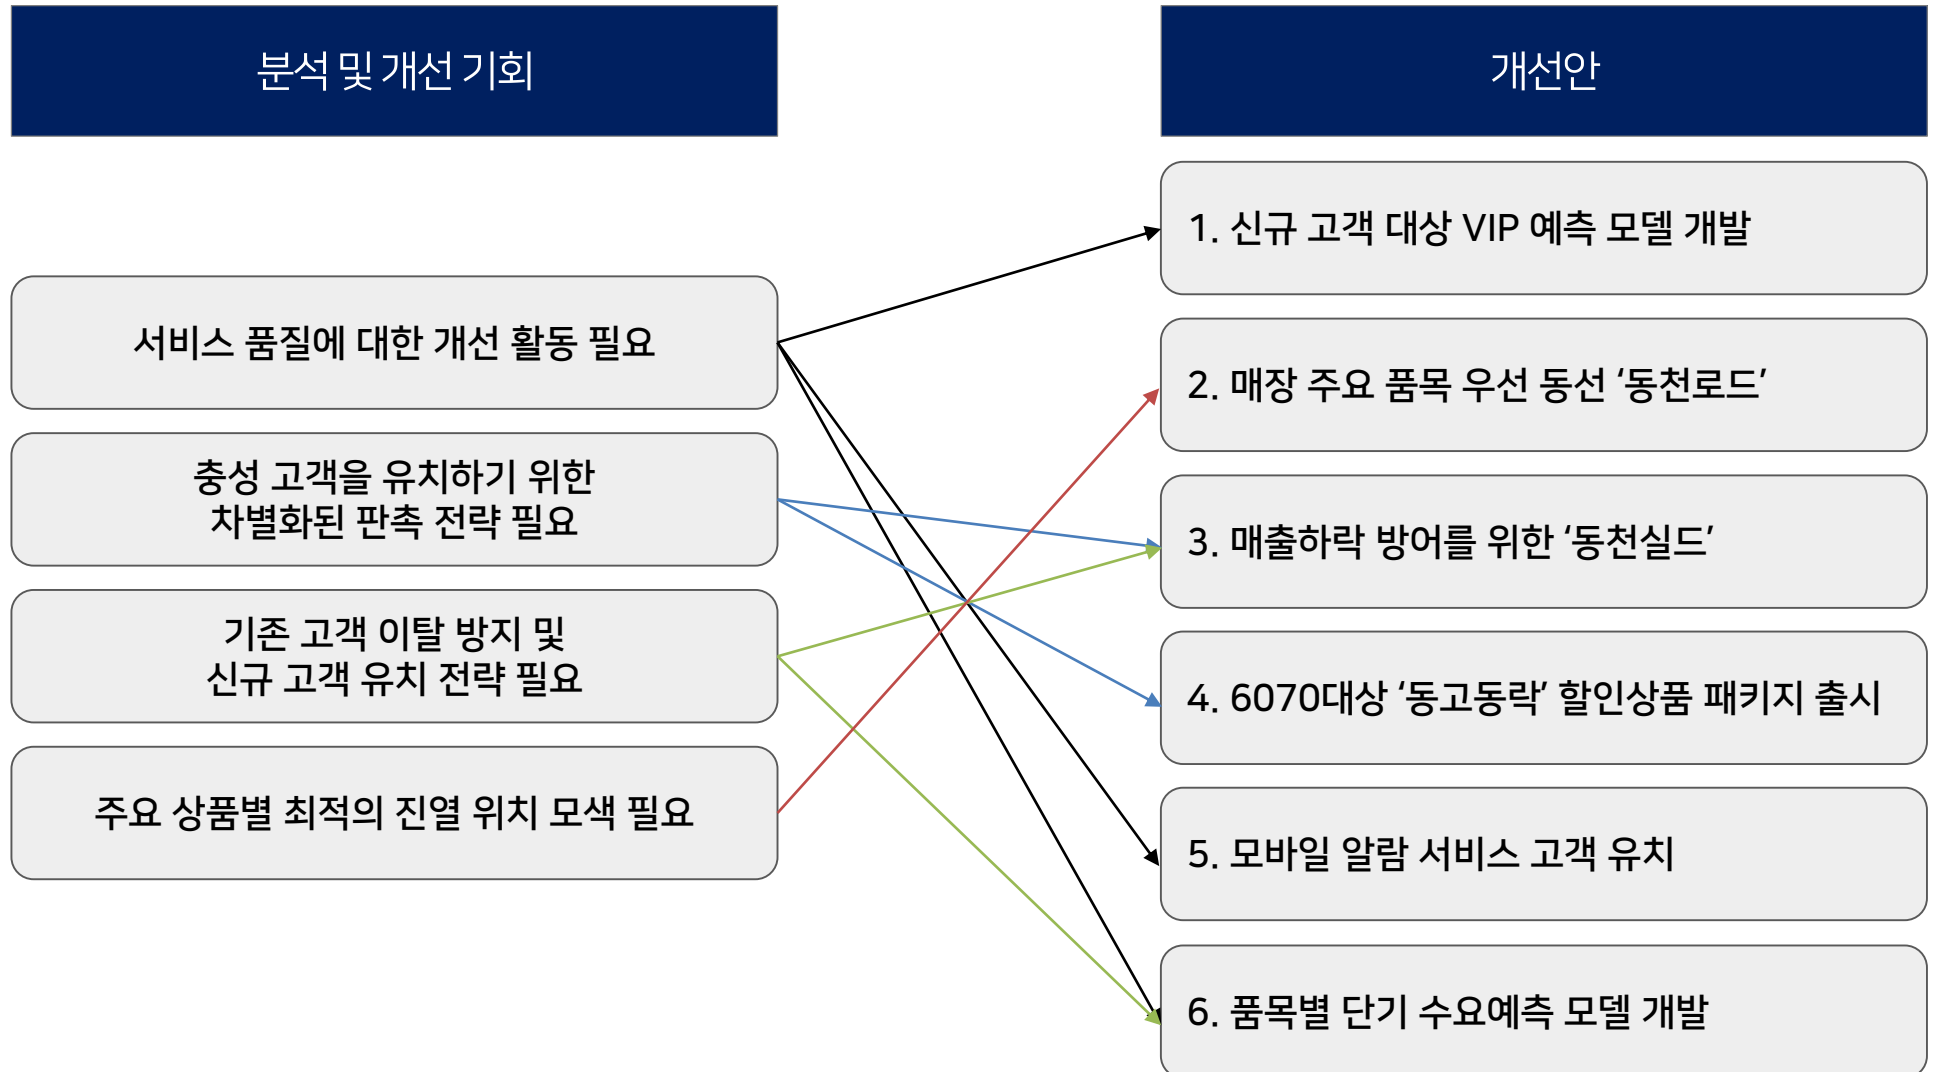 분석 및 개선 기회
개선안
서비스 품질에 대한 개선 활동 필요
충성 고객을 유치하기 위한
차별화된 판촉 전략 필요
기존 고객 이탈 방지 및
신규 고객 유치 전략 필요
주요 상품별 최적의 진열 위치 모색 필요
1. 신규 고객 대상 VIP 예측 모델 개발
2. 매장 주요 품목 우선 동선 ‘동천로드’
3. 매출하락 방어를 위한 ‘동천실드’
4. 6070대상 ‘동고동락’ 할인상품 패키지 출시
5. 모바일 알람 서비스 고객 유치
6. 품목별 단기 수요예측 모델 개발